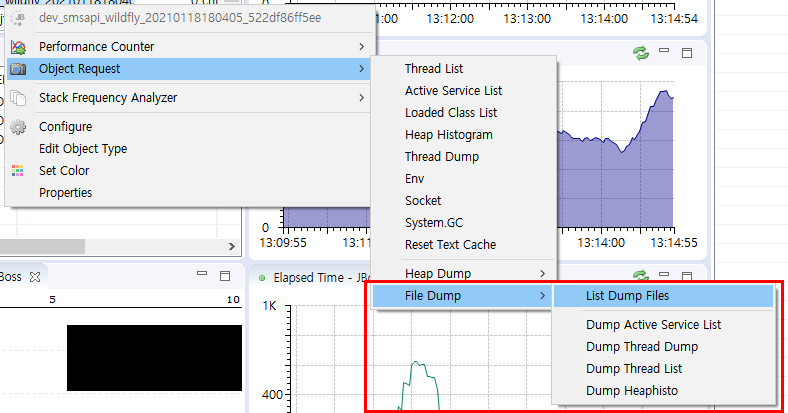 dev_smsapi_wildfly_20210118180405_522df86ff5ee
Performance Counter
Object Request
Stack Frequency Analyzer
Configure
Edit Object Type
Set Color
Properties
Thread List
Active Service List
Loaded Class List
Heap Histogram
Thread Dump
Env
Socket
System.GC
Reset Text Cache
Heap Dump
File Dump
List Dump Files
Dump Active Service List
Dump Thread Dump
Dump Thread List
Dump Heaphisto
:11:00
13:12:00
13:13:00
13:14:00
13:14:54
0
13:09:55
13:14:00
13:14:55
Boss
5
10
Elapsed Time - JBo
1K
400